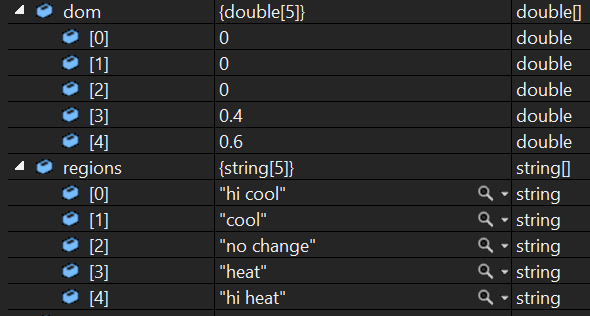 dom {double[5]} double[]
[0] 0 double
[1] 0 double
[2] 0 double
[3] 0.4 double
[4] 0.6 double
regions {string[5]} string[]
[0] "hi cool" string
[1] "cool" string
[2] "no change" string
[3] "heat" string
[4] "hi heat" string